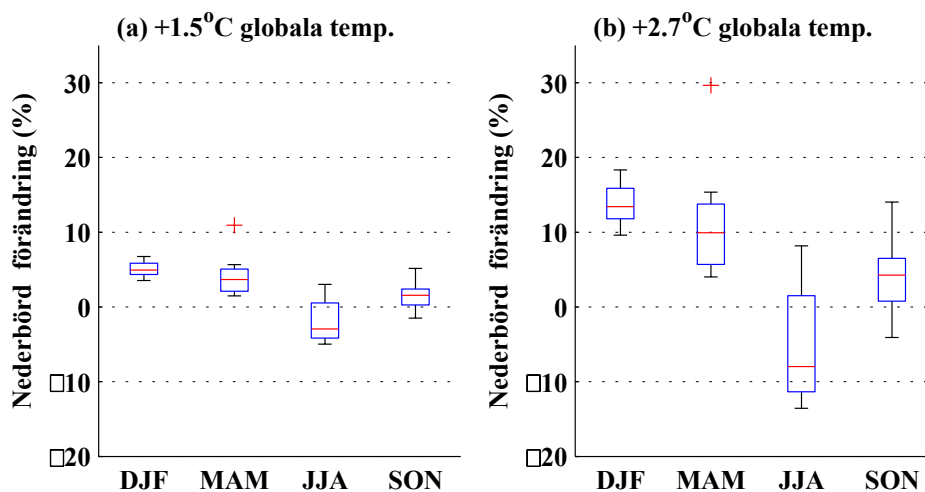 (a) +1.5°C globala temp.
Nederbörd förändring (%)
30
20
10
0
□10
□20
DJF MAM JJA SON
(b) +2.7°C globala temp.
Nederbörd förändring (%)
30
20
10
0
□10
□20
DJF MAM JJA SON